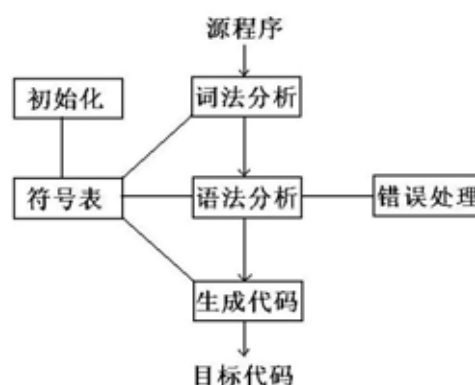 源程序
初始化
词法分析
符号表
语法分析
错误处理
生成代码
目标代码